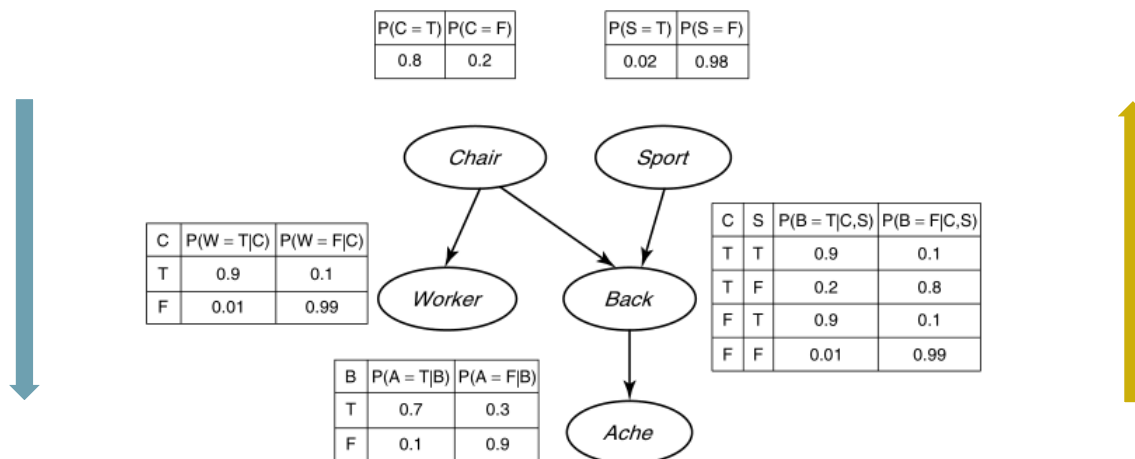 P(C = T) P(C = F)
0.8 0.2
P(S = T) P(S = F)
0.02 0.98
Chair
Sport
C P(W = T|C) P(W = F|C)
T 0.9 0.1
F 0.01 0.99
Worker
Back
C S P(B = T|C,S) P(B = F|C,S)
T T 0.9 0.1
T F 0.2 0.8
F T 0.9 0.1
F F 0.01 0.99
B P(A = T|B) P(A = F|B)
T 0.7 0.3
F 0.1 0.9
Ache